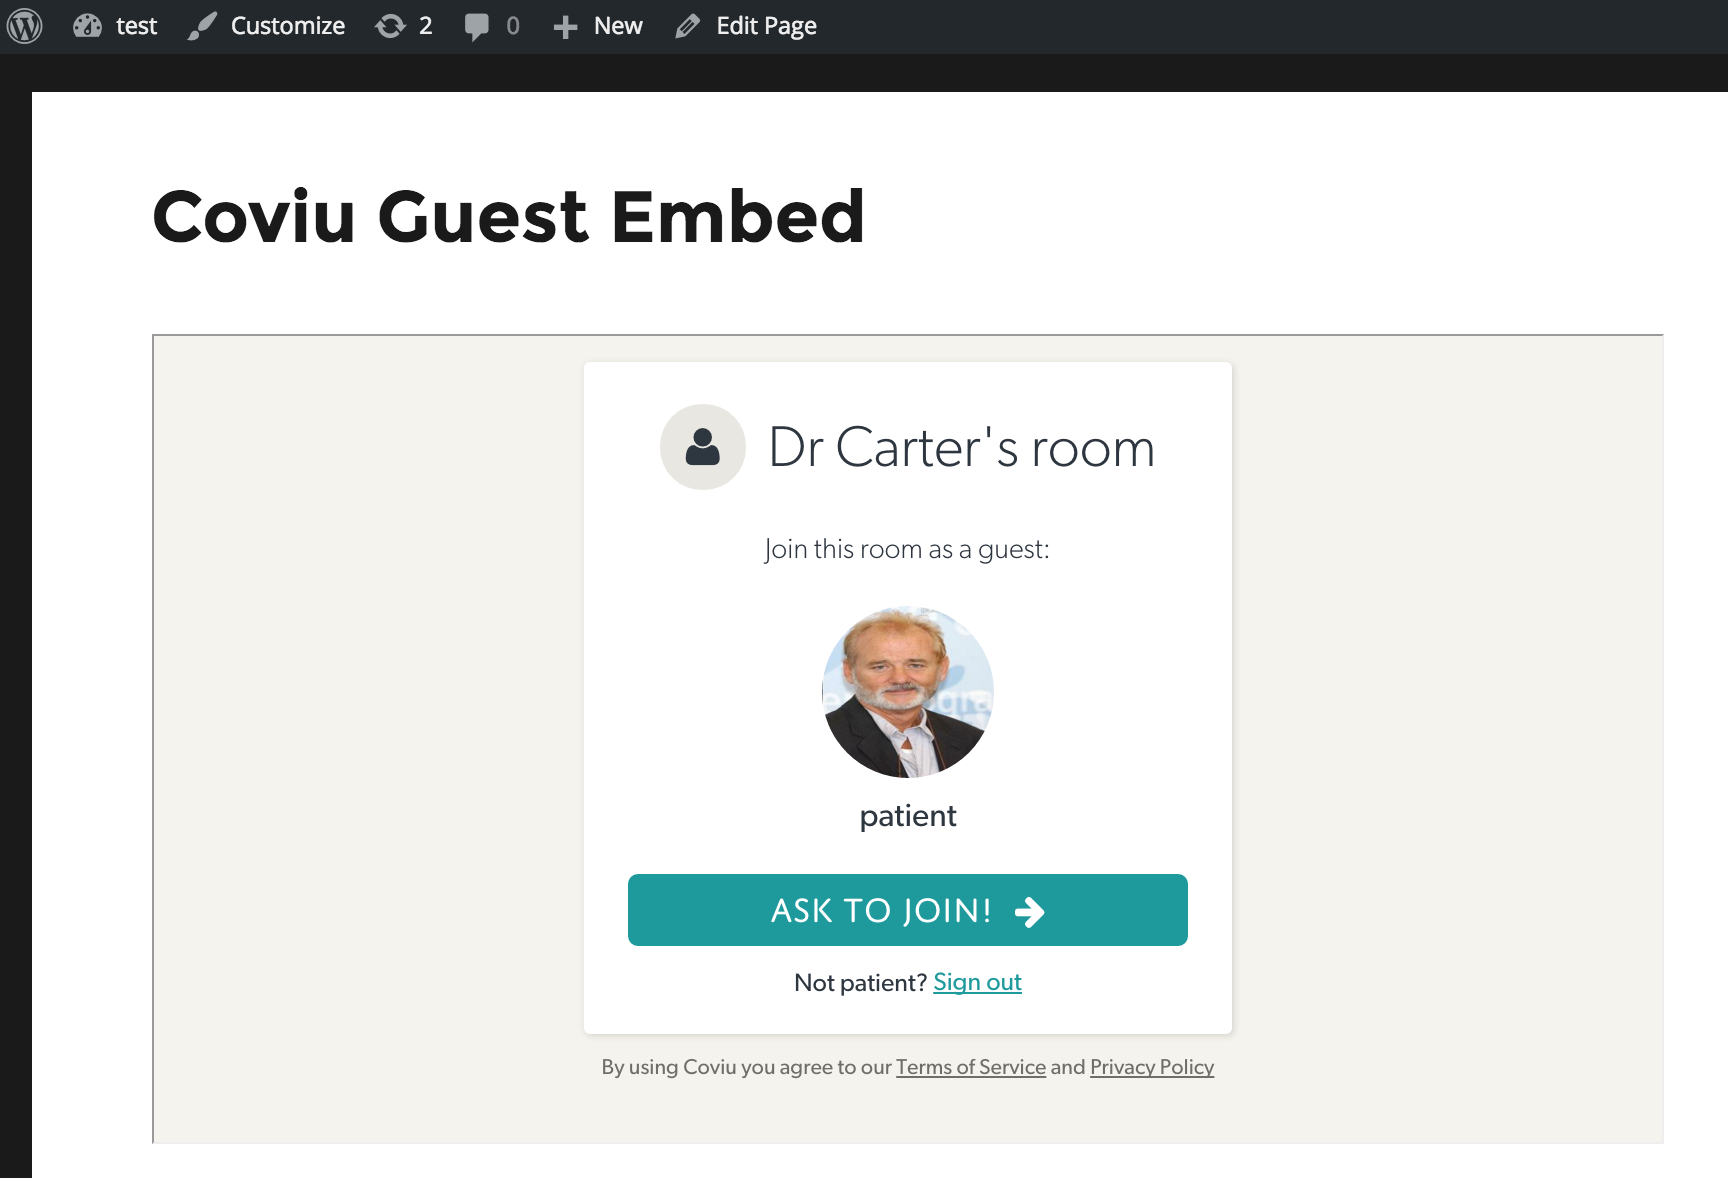 test Customize 2 0 New Edit Page
Coviu Guest Embed
Dr Carter's room
Join this room as a guest:
patient
ASK TO JOIN!
Not patient? Sign out
By using Coviu you agree to our Terms of Service and Privacy Policy